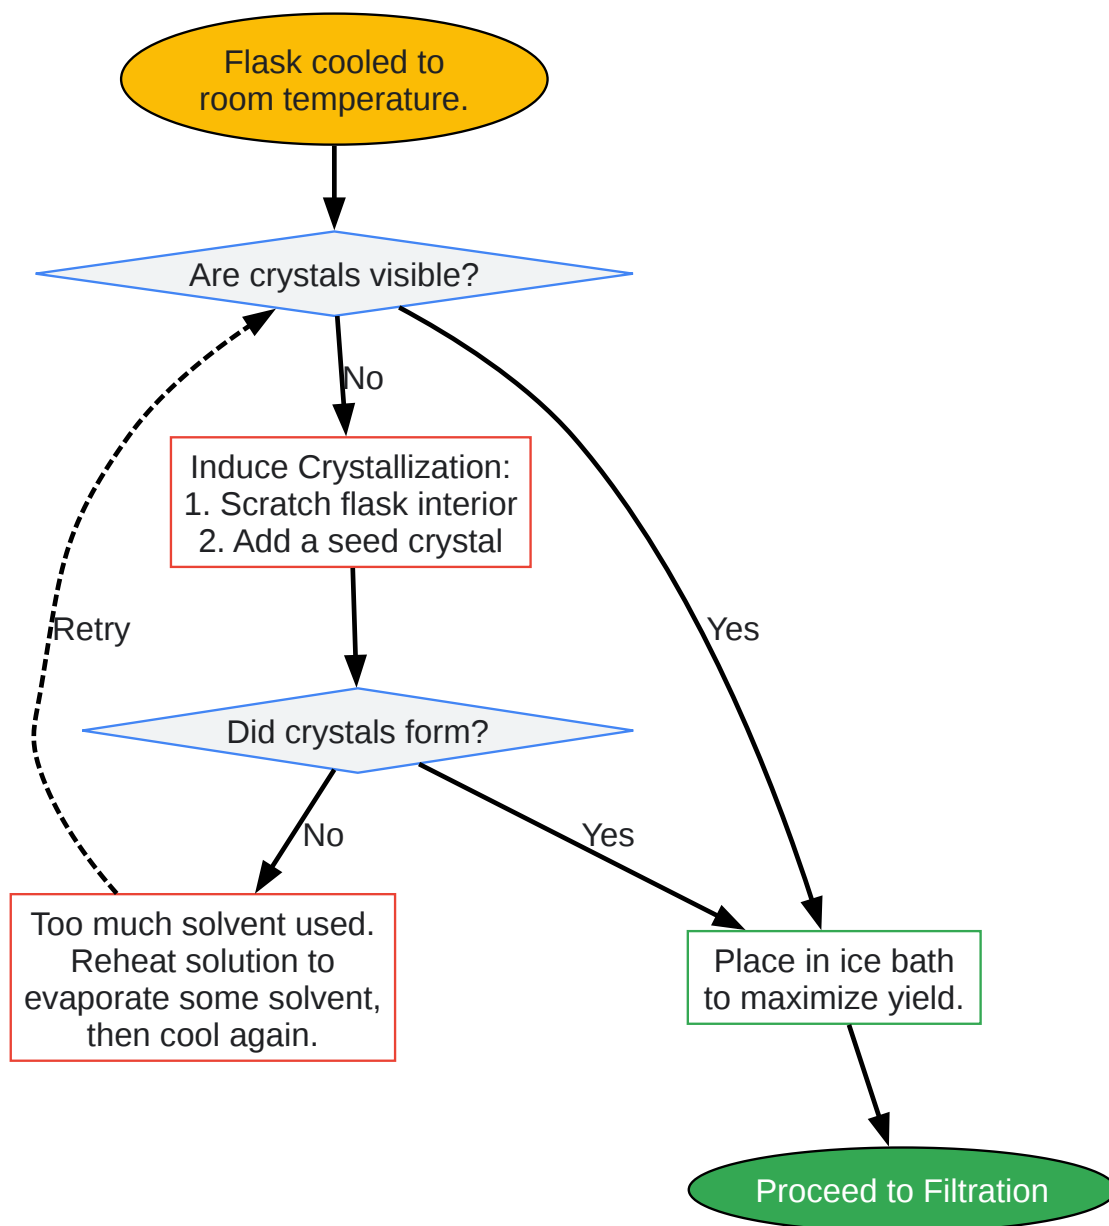 Flask cooled to
room temperature.
Are crystals visible?
No
Induce Crystallization:
1. Scratch flask interior
2. Add a seed crystal
Retry
Yes
Did crystals form?
No
Yes
Too much solvent used.
Reheat solution to
evaporate some solvent,
then cool again.
Place in ice bath
to maximize yield.
Proceed to Filtration